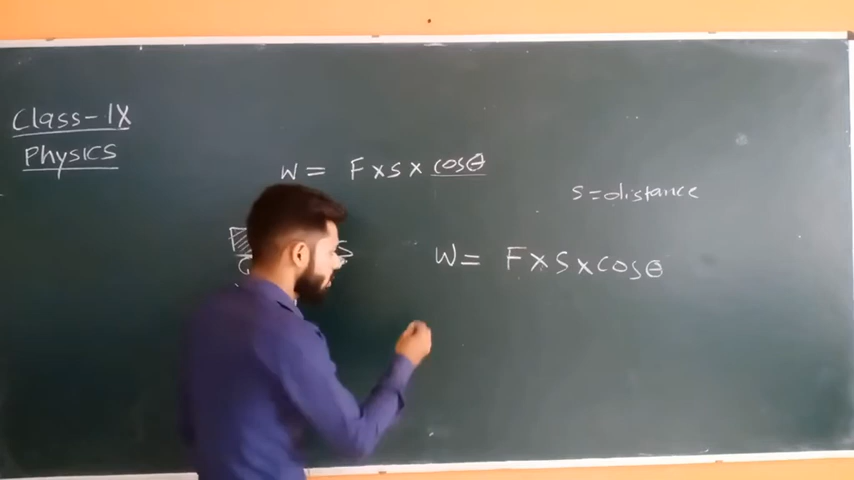 Class-IX
Physics
W = F×S× cosθ
S = distance
S
W = F×S×cosθ